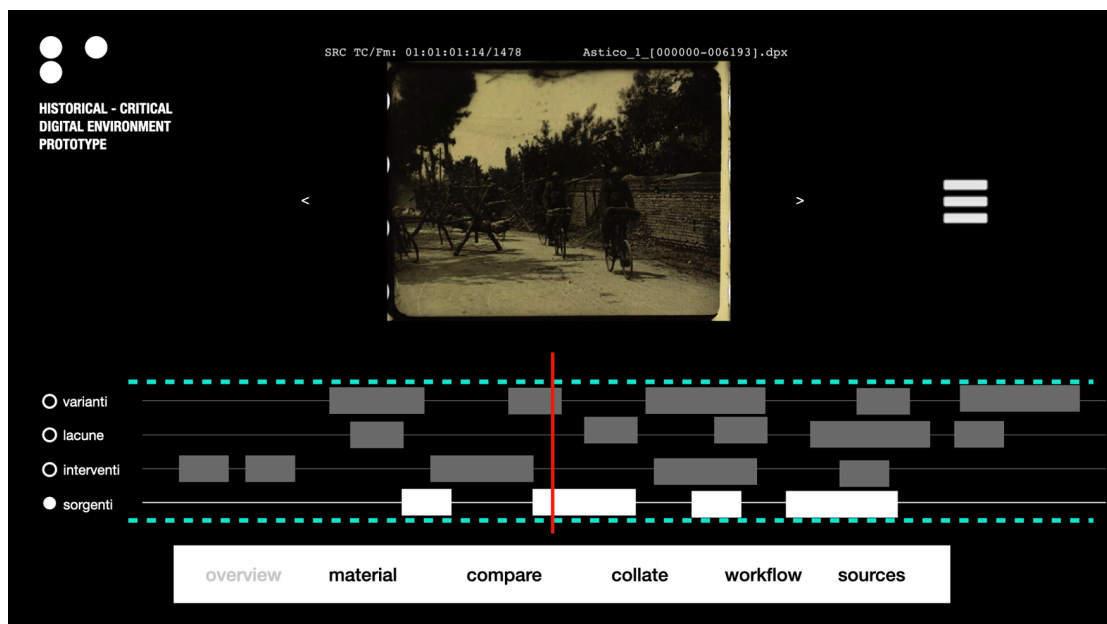 SRC TC/Fm: 01:01:01:14/1478 Astico_1_[000000-006193].dpx
HISTORICAL - CRITICAL
DIGITAL ENVIRONMENT
PROTOTYPE
< >
varianti
lacune
interventi
sorgenti
overview material compare collate workflow sources